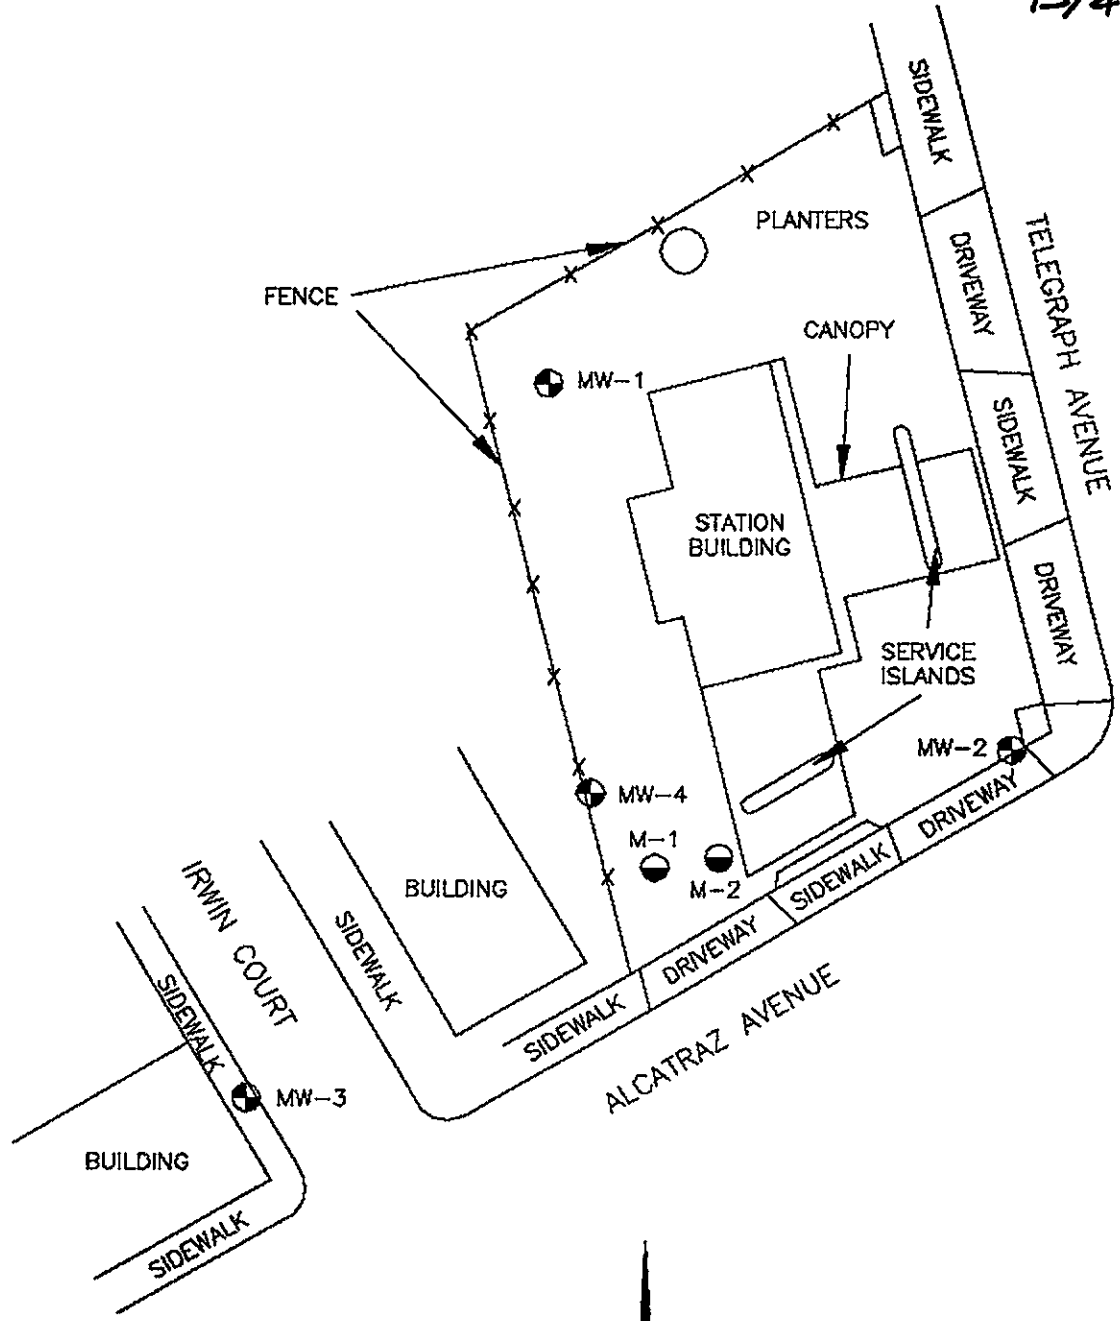 SIDEWALK
PLANTERS
DRIVEWAY
TELEGRAPH AVENUE
FENCE
CANOPY
MW-1
SIDEWALK
STATION
BUILDING
DRIVEWAY
SERVICE
ISLANDS
MW-2
MW-4
DRIVEWAY
M-1
M-2
SIDEWALK
BUILDING
IRWIN COURT
SIDEWALK
DRIVEWAY
SIDEWALK
ALCATRAZ AVENUE
SIDEWALK
MW-3
BUILDING
SIDEWALK